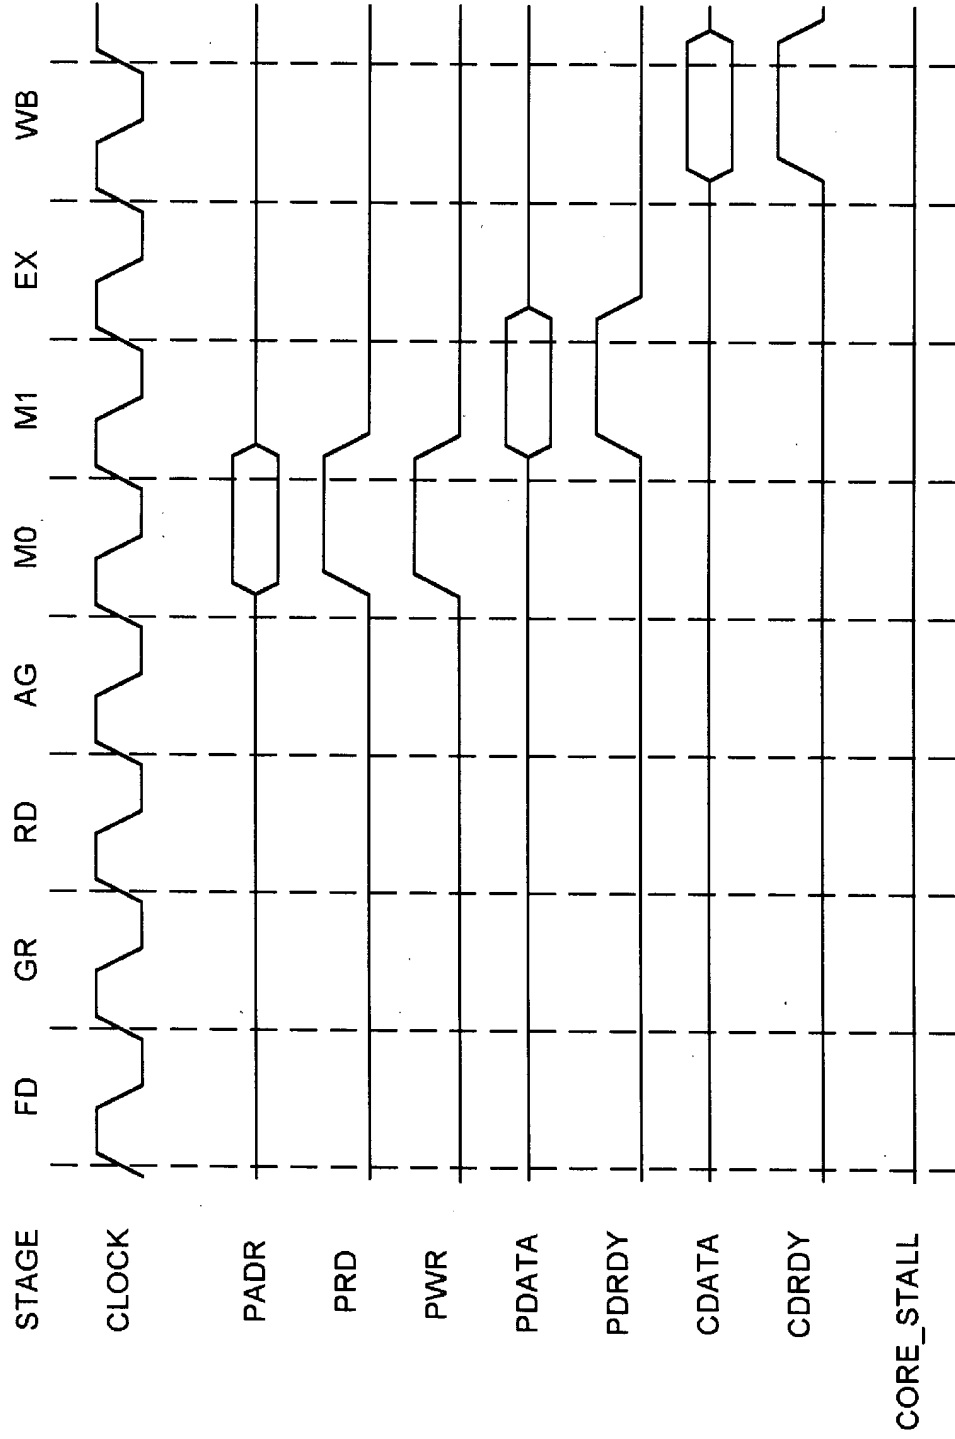 STAGE FD GR RD AG M0 M1 EX WB
CLOCK
PADR
PRD
PWR
PDATA
PDRDY
CDATA
CDRDY
CORE_STALL